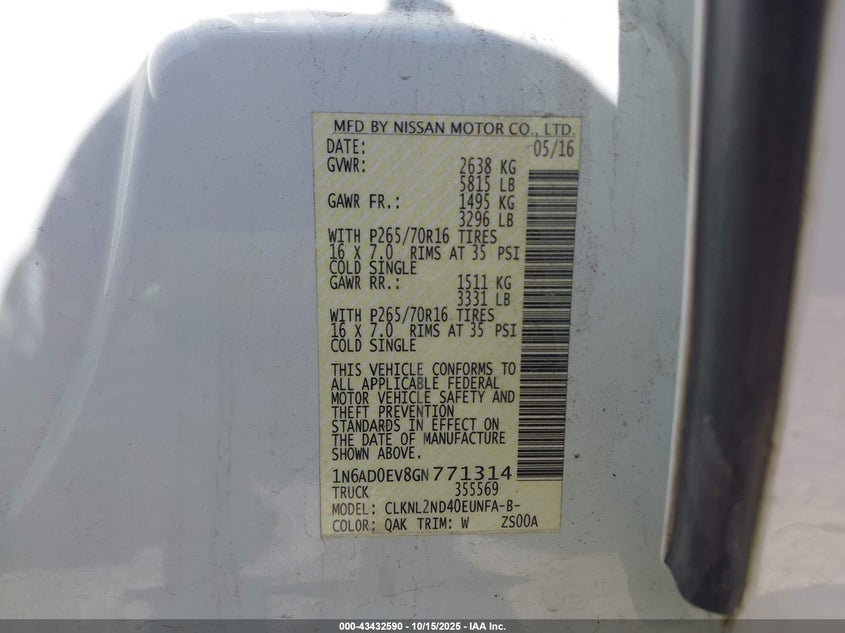 MFD. BY NISSAN MOTOR CO., LTD.
DATE: 05/16
GVWR: 2638 KG
5815 LB
GAWR FR.: 1495 KG
3296 LB
WITH P265/70R16 TIRES
16 X 7.0 RIMS AT 35 PSI
COLD SINGLE
GAWR RR.: 1511 KG
3331 LB
WITH P265/70R16 TIRES
16 X 7.0 RIMS AT 35 PSI
COLD SINGLE
THIS VEHICLE CONFORMS TO
ALL APPLICABLE FEDERAL
MOTOR VEHICLE SAFETY AND
THEFT PREVENTION
STANDARDS IN EFFECT ON
THE DATE OF MANUFACTURE
SHOWN ABOVE.
1N6AD0EV8GN771314
TRUCK 355569
MODEL: CLKNL2ND40EUNFA-B-
COLOR: QAK TRIM: W ZS00A
000-43432590 - 10/15/2025 - IAA Inc.